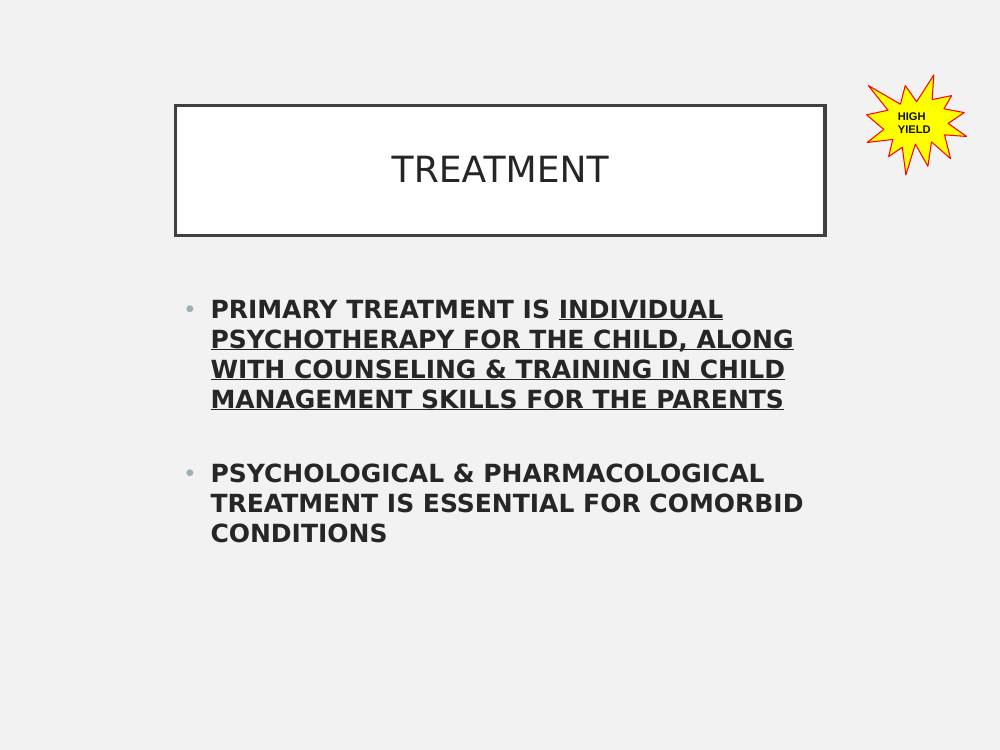 HIGH
YIELD
TREATMENT
• PRIMARY TREATMENT IS INDIVIDUAL
PSYCHOTHERAPY FOR THE CHILD, ALONG
WITH COUNSELING & TRAINING IN CHILD
MANAGEMENT SKILLS FOR THE PARENTS
• PSYCHOLOGICAL & PHARMACOLOGICAL
TREATMENT IS ESSENTIAL FOR COMORBID
CONDITIONS